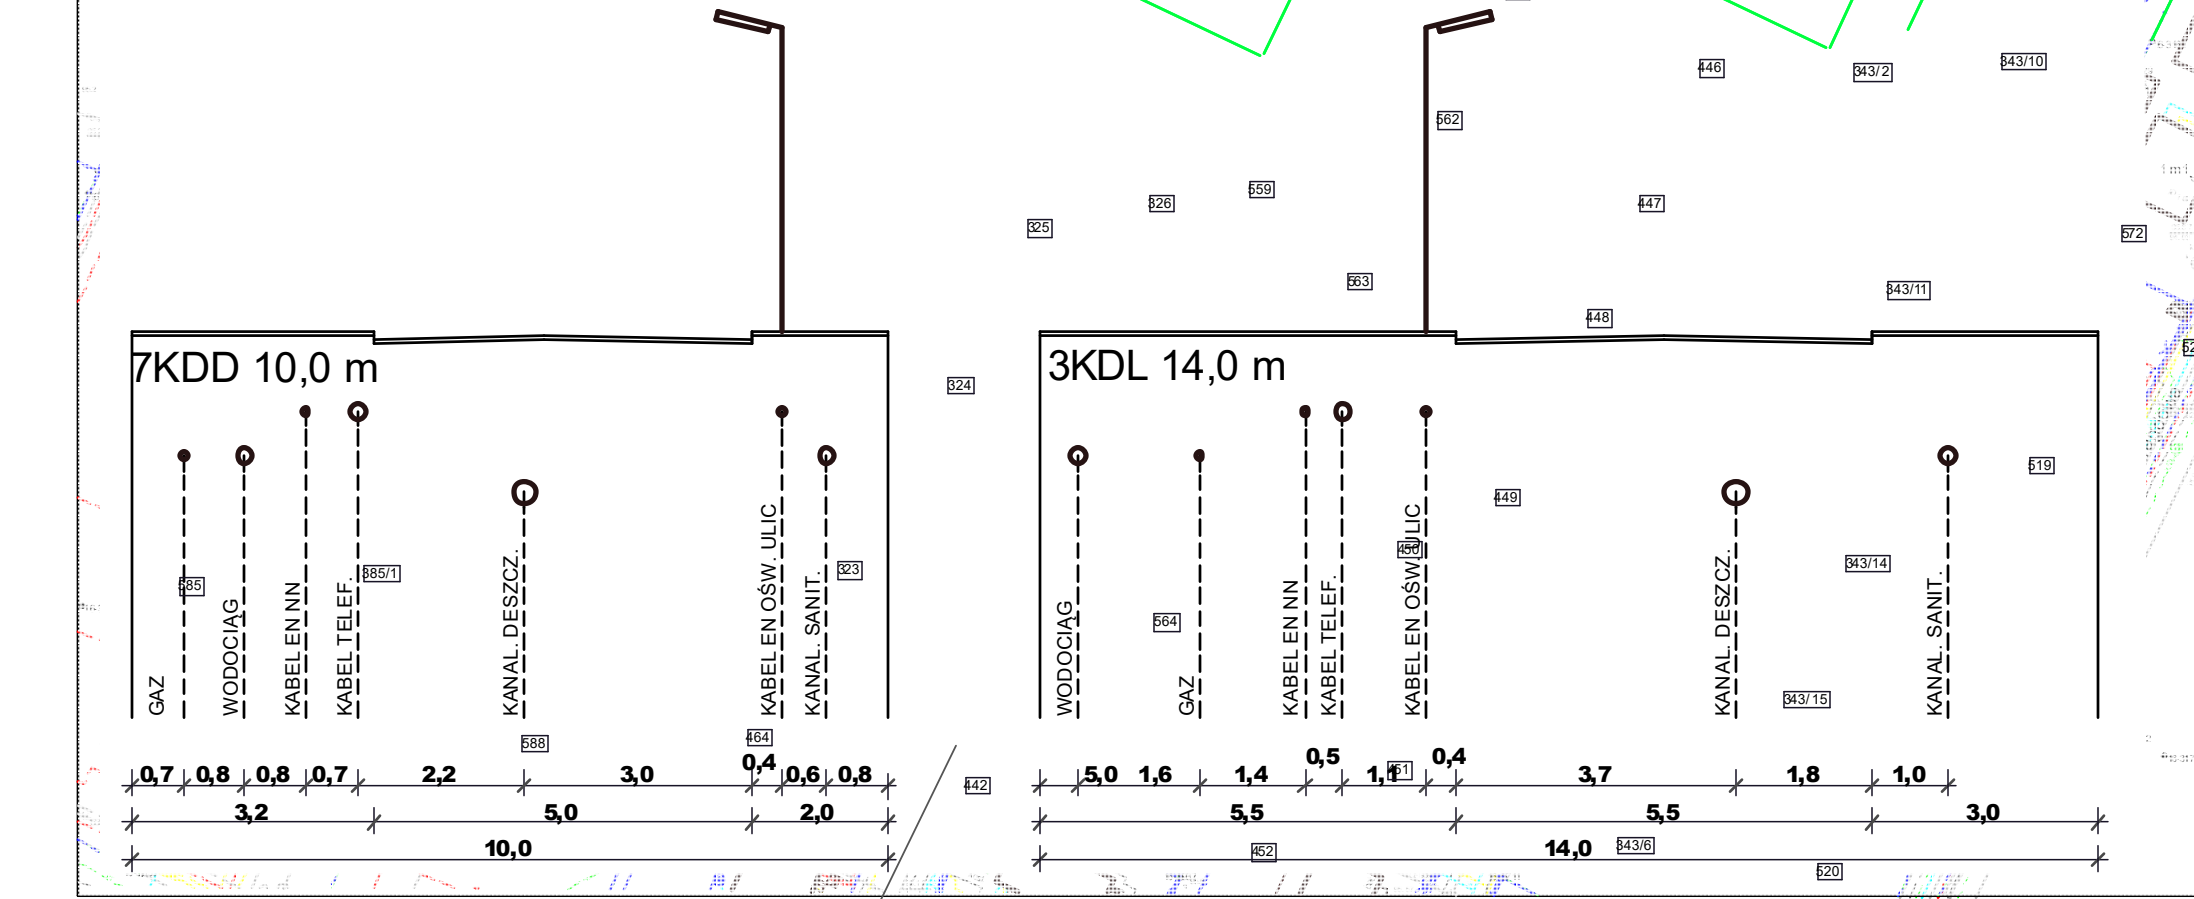 446
343/2
343/10
562
559
326
447
325
572
563
343/11
448
7KDD 10,0 m
3KDL 14,0 m
324
519
449
450
343/14
585
385/1
323
564
343/15
GAZ
WODOCIĄG
KABEL EN NN
KABEL TELEF.
KANAL. DESZCZ.
KABEL EN OŚW. ULIC
KANAL. SANIT.
WODOCIĄG
GAZ
KABEL EN NN
KABEL TELEF.
KABEL EN OŚW. ULIC
KANAL. DESZCZ.
KANAL. SANIT.
588
464
442
451
0,7 0,8 0,8 0,7 2,2 3,0 0,4 0,6 0,8
3,2 5,0 2,0
10,0
5,0 1,6 1,4 0,5 1,1 0,4 3,7 1,8 1,0
5,5 5,5 3,0
14,0
452
343/6
520